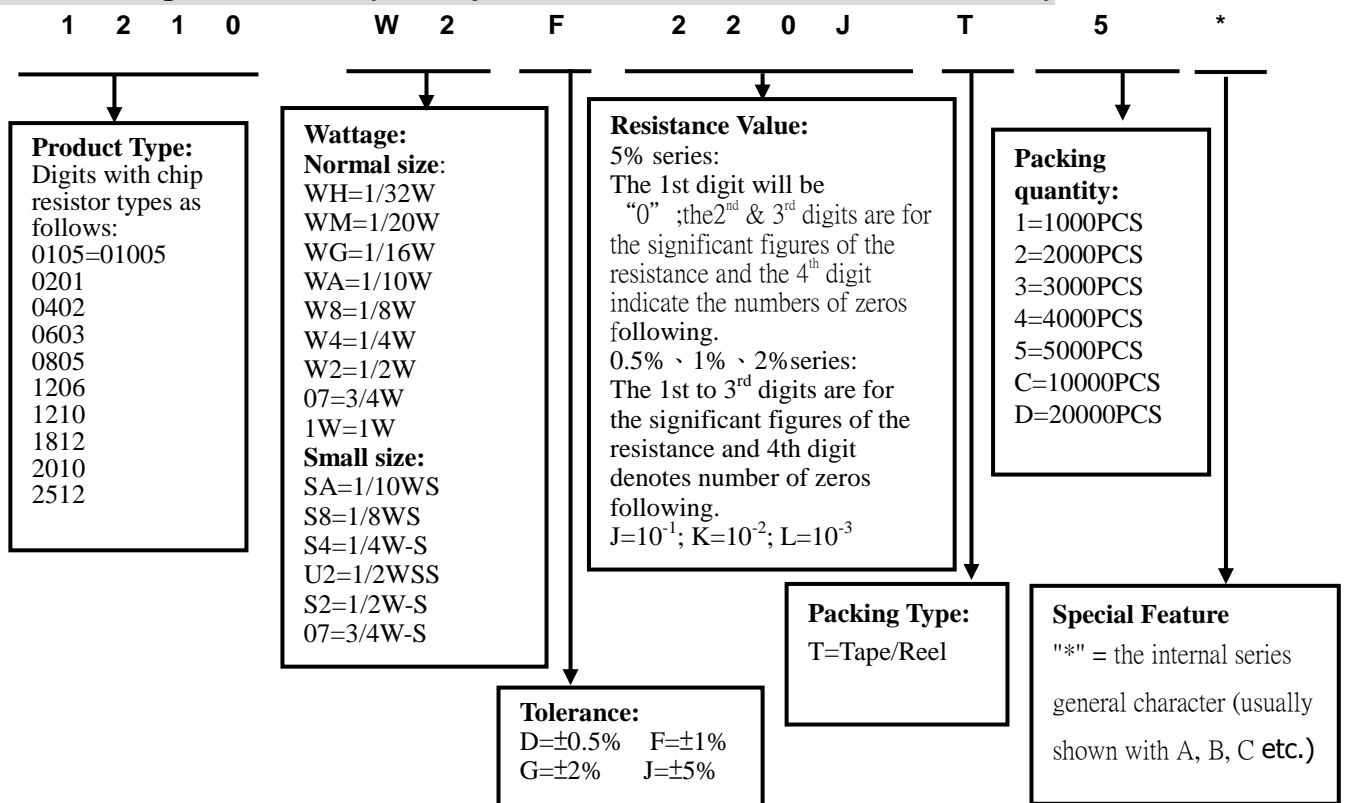 1 2 1 0 W 2 F 2 2 0 J T 5 *
Product Type:
Digits with chip
resistor types as
follows:
0105=01005
0201
0402
0603
0805
1206
1210
1812
2010
2512
Wattage:
Normal size:
WH=1/32W
WM=1/20W
WG=1/16W
WA=1/10W
W8=1/8W
W4=1/4W
W2=1/2W
07=3/4W
1W=1W
Small size:
SA=1/10WS
S8=1/8WS
S4=1/4W-S
U2=1/2WSS
S2=1/2W-S
07=3/4W-S
Tolerance:
D=±0.5% F=±1%
G=±2% J=±5%
Resistance Value:
5% series:
The 1st digit will be
“0” ;the2nd & 3rd digits are for
the significant figures of the
resistance and the 4th digit
indicate the numbers of zeros
following.
0.5%、1%、2%series:
The 1st to 3rd digits are for
the significant figures of the
resistance and 4th digit
denotes number of zeros
following.
J=10-1; K=10-2; L=10-3
Packing Type:
T=Tape/Reel
Packing
quantity:
1=1000PCS
2=2000PCS
3=3000PCS
4=4000PCS
5=5000PCS
C=10000PCS
D=20000PCS
Special Feature
"*" = the internal series
general character (usually
shown with A, B, C etc.)